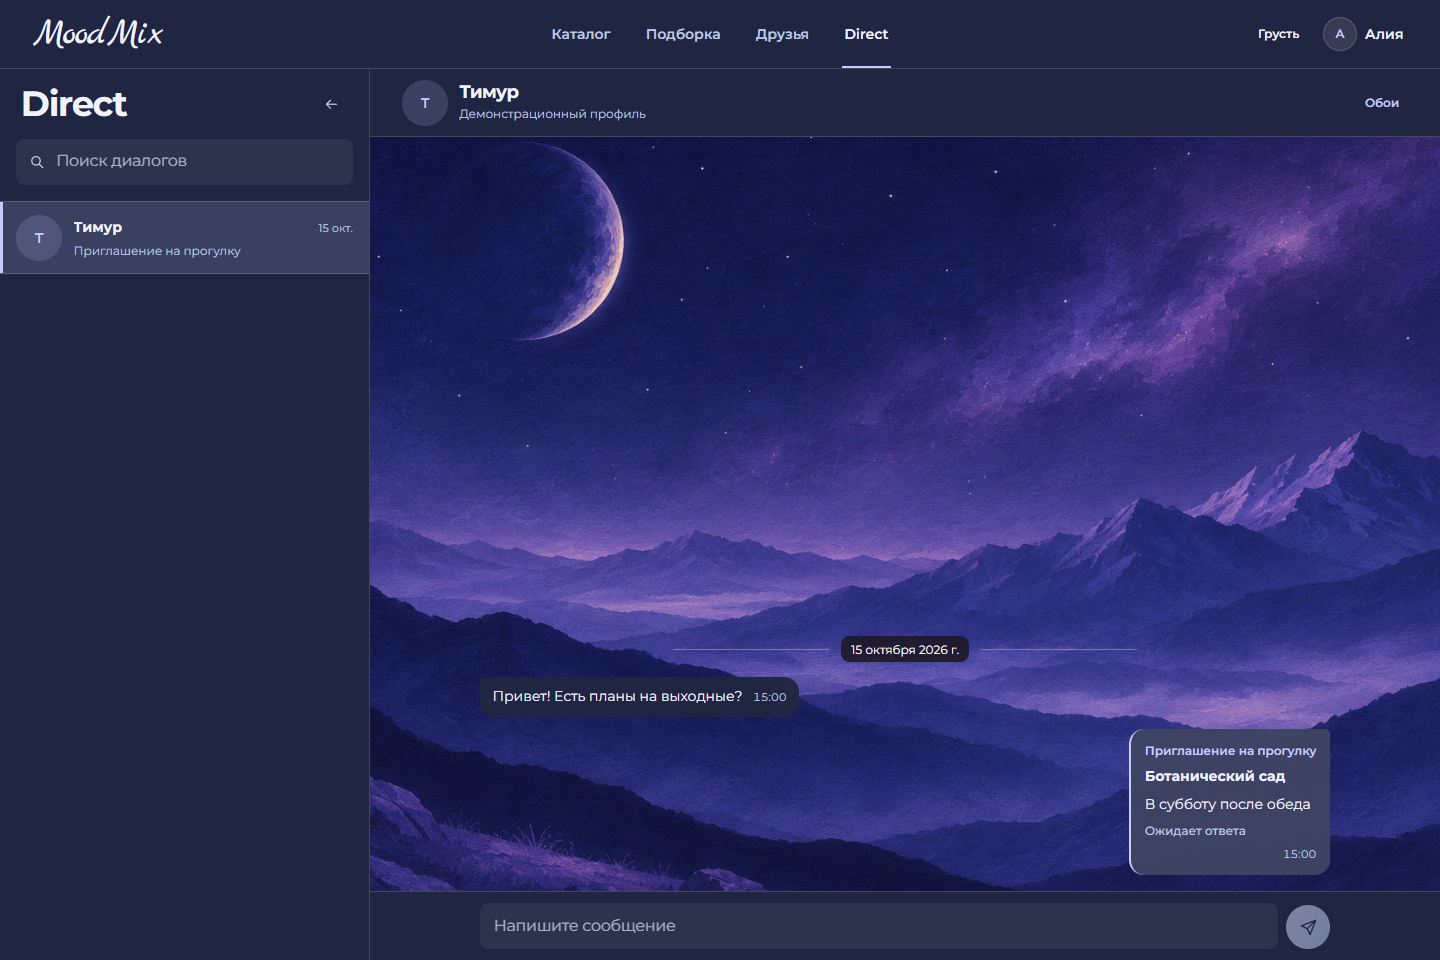 MoodMix
Каталог
Подборка
Друзья
Direct
Грусть
А
Алия
Direct
←
Поиск диалогов
Т
Тимур
15 окт.
Приглашение на прогулку
Т
Тимур
Демонстрационный профиль
Обои
15 октября 2026 г.
Привет! Есть планы на выходные? 15:00
Приглашение на прогулку
Ботанический сад
В субботу после обеда
Ожидает ответа
15:00
Напишите сообщение